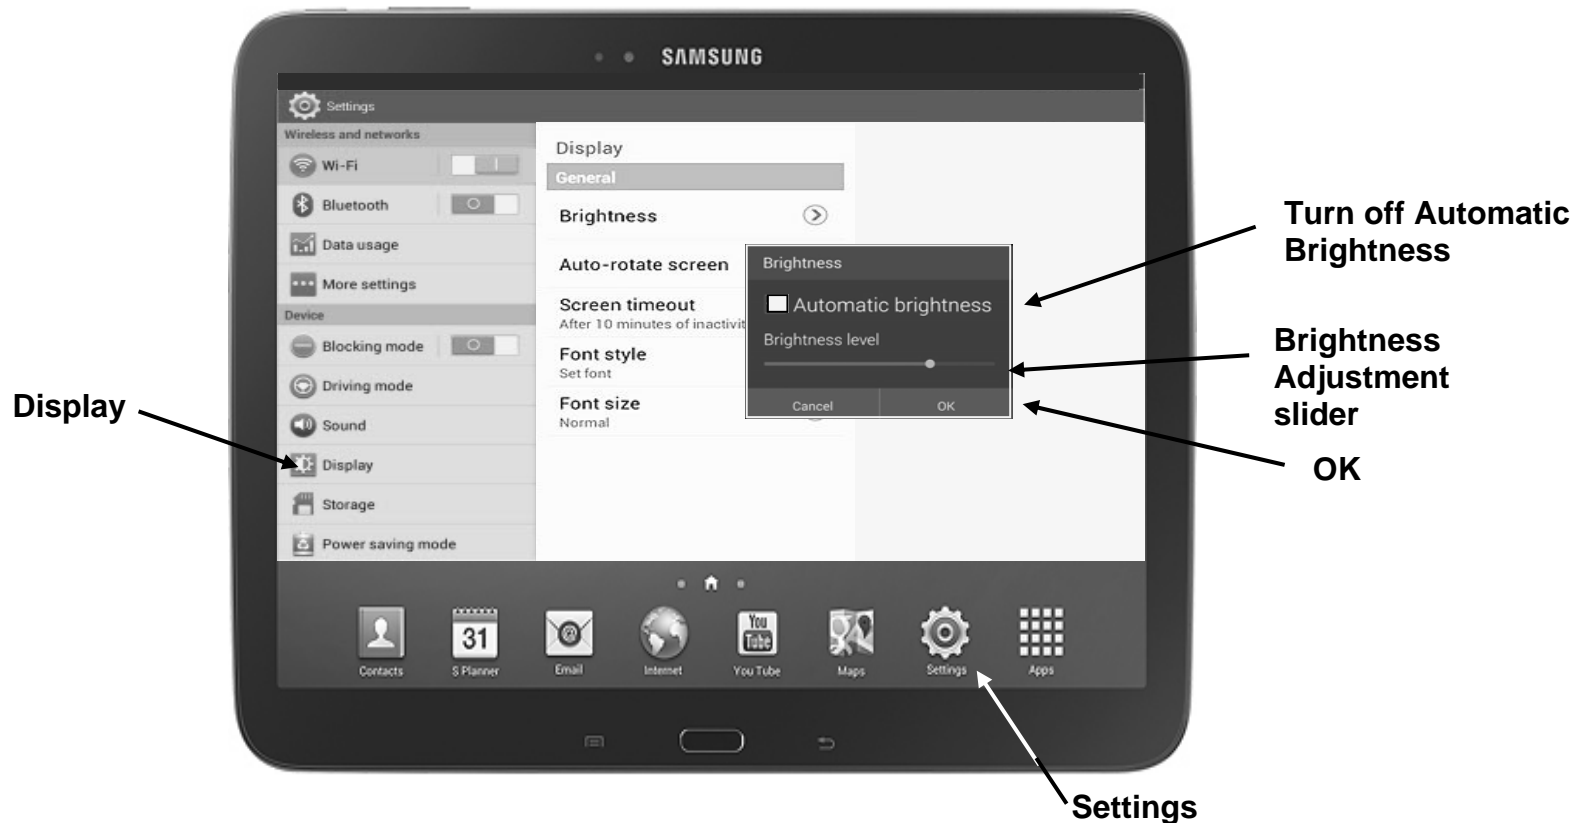 SAMSUNG
Settings
Wireless and networks
Wi-Fi
Bluetooth
Data usage
More settings
Device
Blocking mode
Driving mode
Sound
Display
Storage
Power saving mode
Display
General
Brightness
Auto-rotate screen
Screen timeout
After 10 minutes of inactivit
Font style
Set font
Font size
Normal
Brightness
Automatic brightness
Brightness level
Cancel OK
Turn off Automatic
Brightness
Brightness
Adjustment
slider
OK
Display
31
You
Tube
Contacts
S Planner
Email
Internet
You Tube
Maps
Settings
Apps
Settings